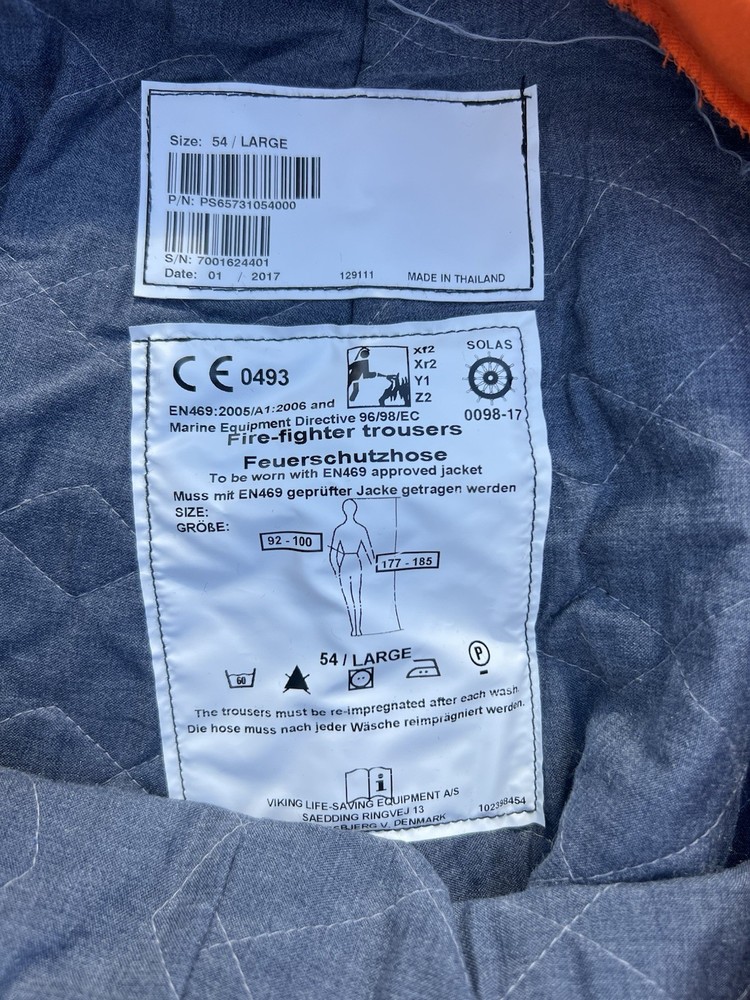 Size: 54 / LARGE
P/N: PS65731054000
S/N: 7001624401
Date: 01 / 2017 129111 MADE IN THAILAND
CE 0493
Xf2
Xr2
Y1
Z2
SOLAS
0098-17
EN469:2005/A1:2006 and
Marine Equipment Directive 96/98/EC
Fire-fighter trousers
Feuerschutzhose
To be worn with EN469 approved jacket
Muss mit EN469 geprüfter Jacke getragen werden
SIZE:
GRÖßE:
92 - 100
177 - 185
54 / LARGE
60
P
The trousers must be re-impregnated after each wash.
Die hose muss nach jeder Wäsche reimprägniert werden.
i
VIKING LIFE-SAVING EQUIPMENT A/S
SAEDDING RINGVEJ 13
SBJERG V. DENMARK
102398454